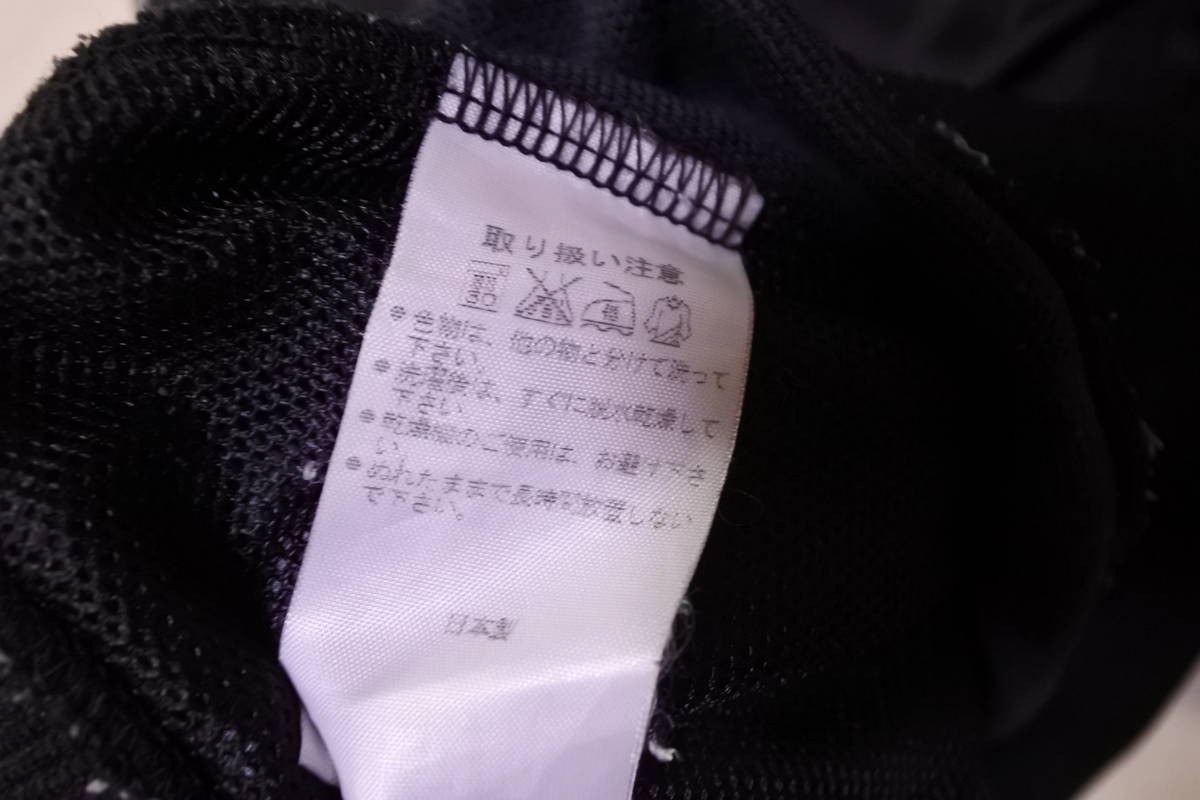 取り扱い注意
30
低
●色物は、他の物と分けて洗って
下さい。
●洗濯後は、すぐに脱水乾燥して
下さい
●乾燥機のご使用は、お避け下さ
い。
●ぬれたままで長時間放置しない
で下さい。
日本製